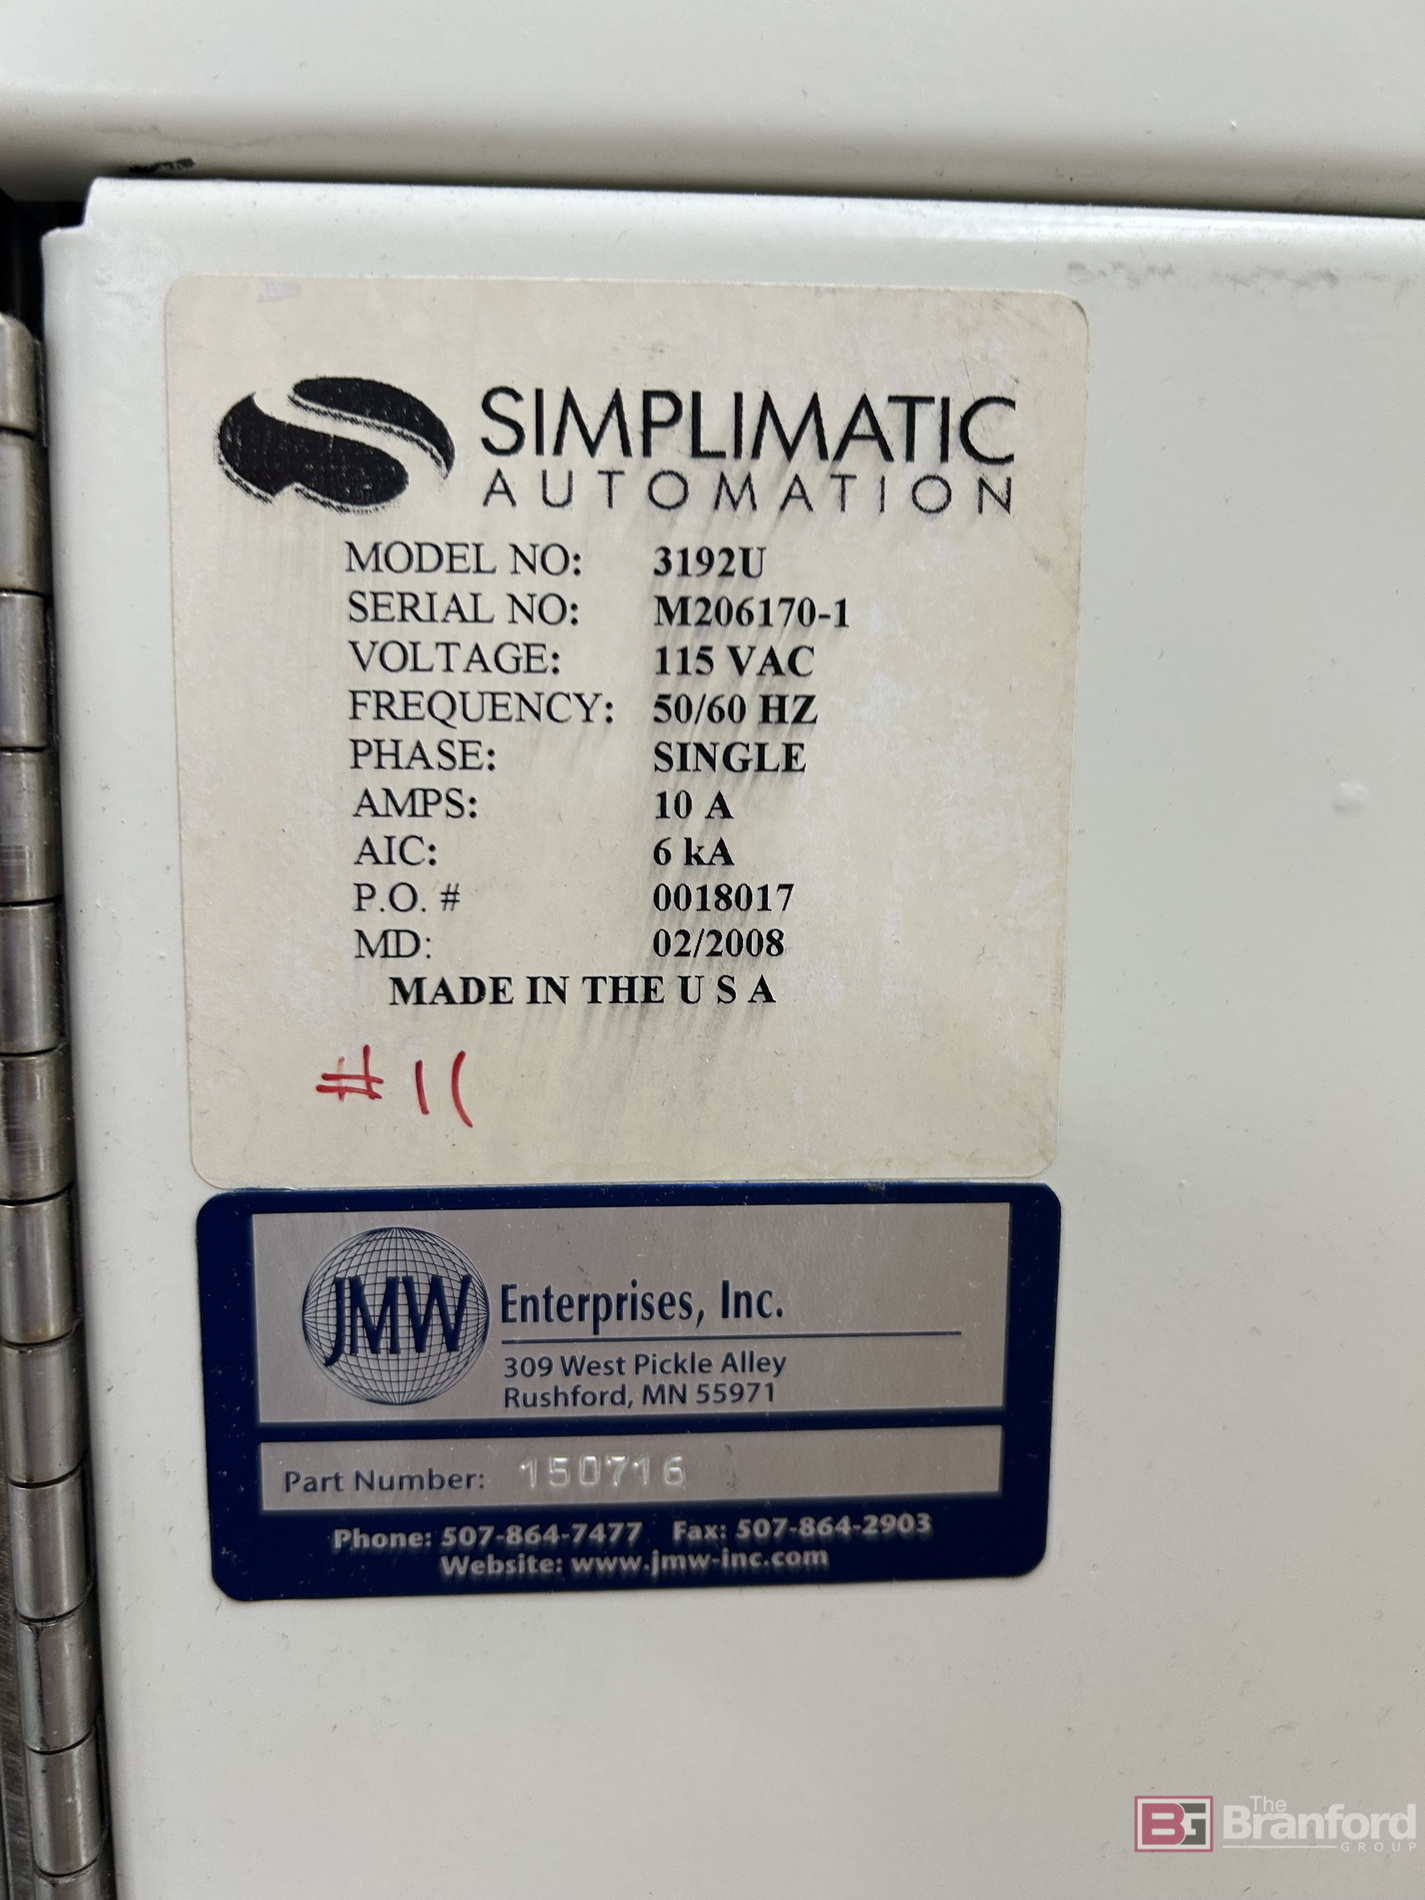 SIMPLIMATIC
AUTOMATION
MODEL NO: 3192U
SERIAL NO: M206170-1
VOLTAGE: 115 VAC
FREQUENCY: 50/60 HZ
PHASE: SINGLE
AMPS: 10 A
AIC: 6 kA
P.O. # 0018017
MD: 02/2008
MADE IN THE U S A
#11
JMW Enterprises, Inc.
309 West Pickle Alley
Rushford, MN 55971
Part Number: 150716
Phone: 507-864-7477 Fax: 507-864-2903
Website: www.jmw-inc.com
BG The Branford
GROUP